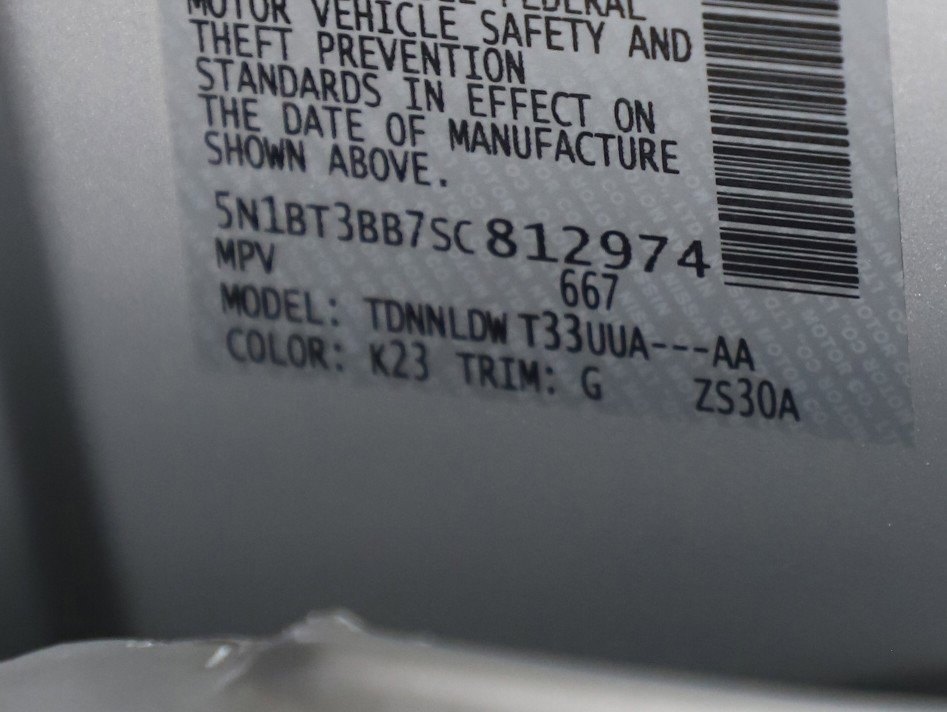 FEDERAL
MOTOR VEHICLE SAFETY AND
THEFT PREVENTION
STANDARDS IN EFFECT ON
THE DATE OF MANUFACTURE
SHOWN ABOVE.
5N1BT3BB7SC812974
MPV 667
MODEL: TDNNLDW T33UUA---AA
COLOR: K23 TRIM: G ZS30A